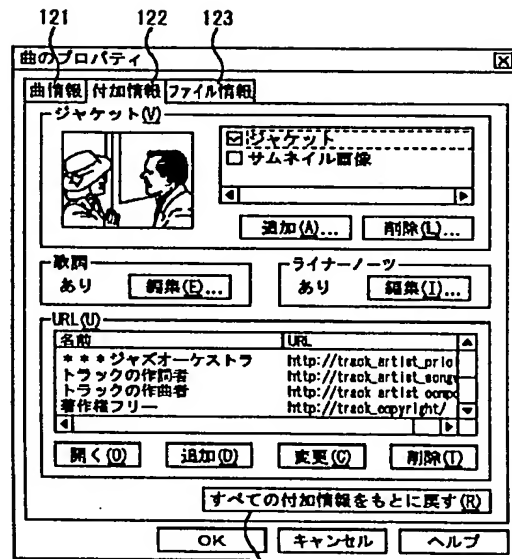 121 122 123
曲のプロパティ
曲情報 付加情報 ファイル情報
ジャケット(V)
ジャケット
サムネイル画像
追加(A)... 削除(L)...
歌詞
あり 編集(E)...
ライナーノーツ
あり 編集(I)...
URL(U)
名前 URL
***ジャズオーケストラ http://track_artist_pric
トラックの作詞者 http://track_artist_songw
トラックの作曲者 http://track artist compo
著作権フリー http://track_copyright/
開く(O) 追加(D) 変更(C) 削除(T)
すべての付加情報をもとに戻す(R)
OK キャンセル ヘルプ